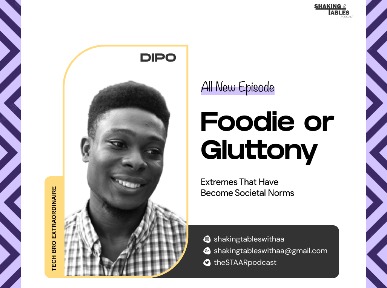 SHAKING
TABLES
DIPO
All New Episode
Foodie or
Gluttony
Extremes That Have
Become Societal Norms
TECH BRO EXTRAORDINAIRE
shakingtableswithaa
shakingtableswithaa@gmail.com
theSTAARpodcast